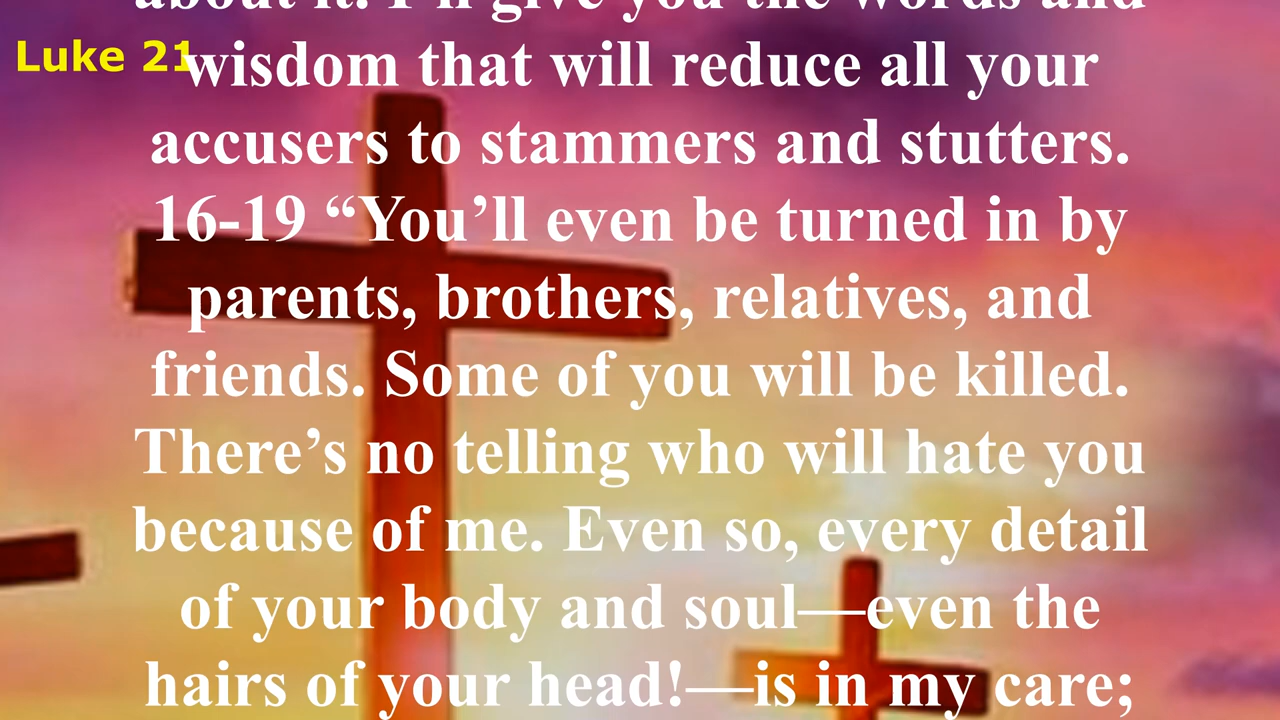 about it. I'll give you the words and
Luke 21
wisdom that will reduce all your
accusers to stammers and stutters.
16-19 “You’ll even be turned in by
parents, brothers, relatives, and
friends. Some of you will be killed.
There’s no telling who will hate you
because of me. Even so, every detail
of your body and soul—even the
hairs of your head!—is in my care;